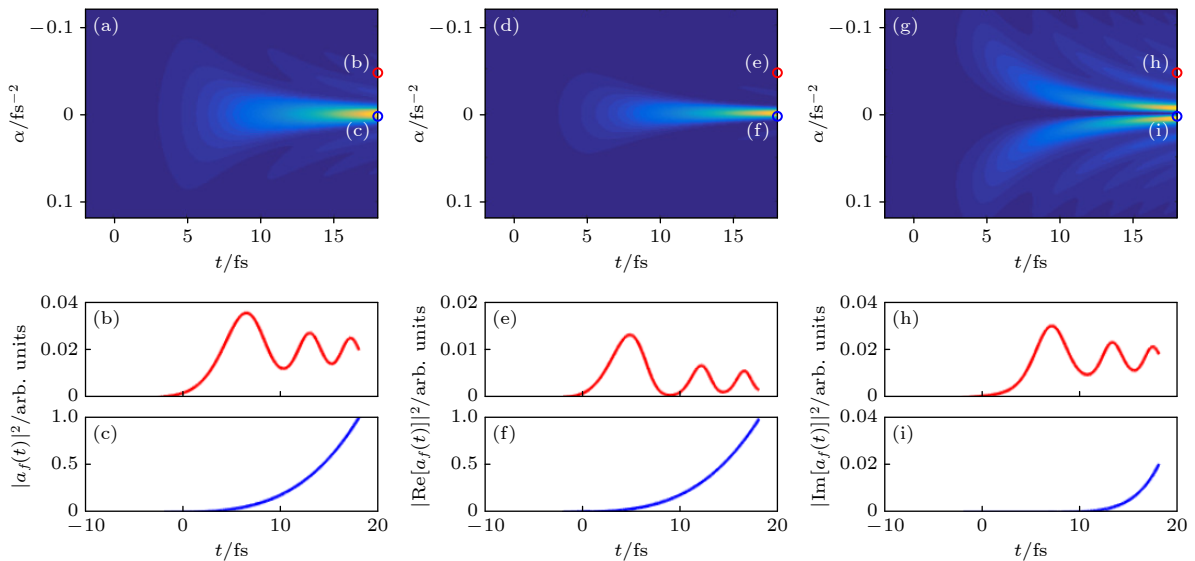 (a)
(b)
(c)
−0.1
0
0.1
α/fs⁻²
0 5 10 15
t/fs
(d)
(e)
(f)
−0.1
0
0.1
α/fs⁻²
0 5 10 15
t/fs
(g)
(h)
(i)
−0.1
0
0.1
α/fs⁻²
0 5 10 15
t/fs
(b)
0.04
0.02
0
(c)
1.0
0.5
0
|a_f(t)|²/arb. units
−10 0 10 20
t/fs
(e)
0.02
0.01
0
(f)
1.0
0.5
0
|Re[a_f(t)]|²/arb. units
−10 0 10 20
t/fs
(h)
0.04
0.02
0
(i)
0.04
0.02
0
|Im[a_f(t)]|²/arb. units
−10 0 10 20
t/fs